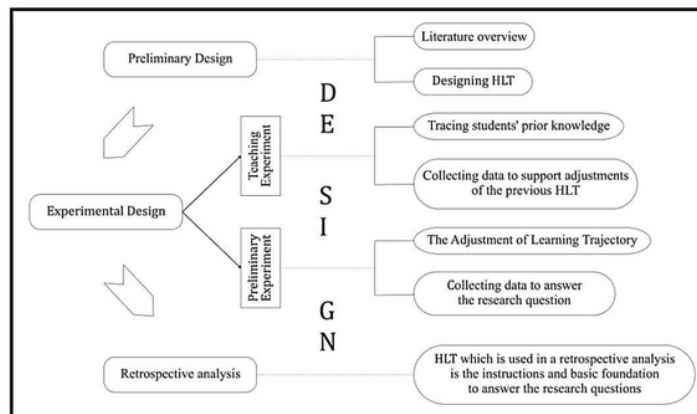 Preliminary Design
Literature overview
Designing HLT
DE
SI
GN
Experimental Design
Teaching
Experiment
Tracing students' prior knowledge
Collecting data to support adjustments
of the previous HLT
Preliminary
Experiment
The Adjustment of Learning Trajectory
Collecting data to answer
the research question
Retrospective analysis
HLT which is used in a retrospective analysis
is the instructions and basic foundation
to answer the research questions